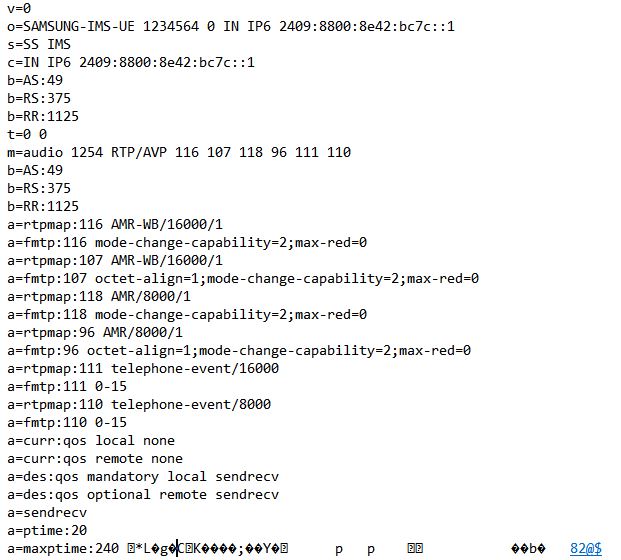 v=0
o=SAMSUNG-IMS-UE 1234564 0 IN IP6 2409:8800:8e42:bc7c::1
s=SS IMS
c=IN IP6 2409:8800:8e42:bc7c::1
b=AS:49
b=RS:375
b=RR:1125
t=0 0
m=audio 1254 RTP/AVP 116 107 118 96 111 110
b=AS:49
b=RS:375
b=RR:1125
a=rtpmap:116 AMR-WB/16000/1
a=fmtp:116 mode-change-capability=2;max-red=0
a=rtpmap:107 AMR-WB/16000/1
a=fmtp:107 octet-align=1;mode-change-capability=2;max-red=0
a=rtpmap:118 AMR/8000/1
a=fmtp:118 mode-change-capability=2;max-red=0
a=rtpmap:96 AMR/8000/1
a=fmtp:96 octet-align=1;mode-change-capability=2;max-red=0
a=rtpmap:111 telephone-event/16000
a=fmtp:111 0-15
a=rtpmap:110 telephone-event/8000
a=fmtp:110 0-15
a=curr:qos local none
a=curr:qos remote none
a=des:qos mandatory local sendrecv
a=des:qos optional remote sendrecv
a=sendrecv
a=ptime:20
a=maxptime:240 *L�g�CK����;��Y� p p ��b� 82@$